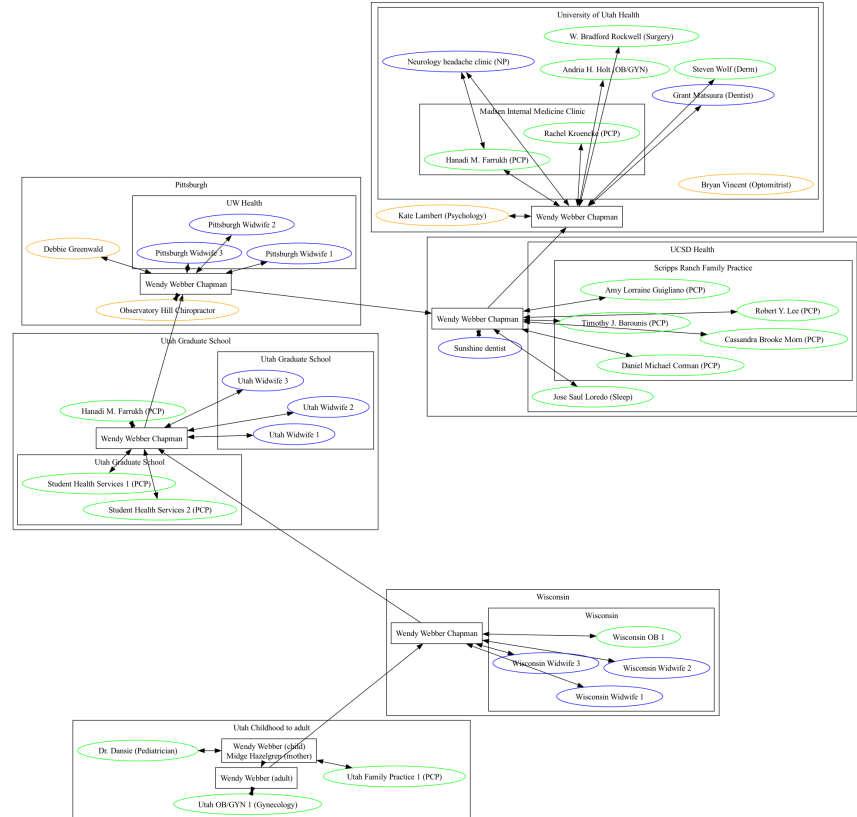 University of Utah Health
W. Bradford Rockwell (Surgery)
Neurology headache clinic (NP)
Andria H. Holt (OB/GYN)
Steven Wolf (Derm)
Grant Matsuura (Dentist)
Madsen Internal Medicine Clinic
Rachel Kroencke (PCP)
Hanadi M. Farrukh (PCP)
Bryan Vincent (Optomitrist)
Kate Lambert (Psychology)
Wendy Webber Chapman
Pittsburgh
UW Health
Pittsburgh Widwife 2
Debbie Greenwald
Pittsburgh Widwife 3
Pittsburgh Widwife 1
Wendy Webber Chapman
Observatory Hill Chiropractor
UCSD Health
Scripps Ranch Family Practice
Amy Lorraine Guigliano (PCP)
Robert Y. Lee (PCP)
Wendy Webber Chapman
Timothy J. Barounis (PCP)
Cassandra Brooke Morn (PCP)
Sunshine dentist
Daniel Michael Corman (PCP)
Jose Saul Loredo (Sleep)
Utah Graduate School
Utah Graduate School
Utah Widwife 3
Hanadi M. Farrukh (PCP)
Utah Widwife 2
Wendy Webber Chapman
Utah Widwife 1
Utah Graduate School
Student Health Services 1 (PCP)
Student Health Services 2 (PCP)
Wisconsin
Wisconsin
Wendy Webber Chapman
Wisconsin OB 1
Wisconsin Widwife 3
Wisconsin Widwife 2
Wisconsin Widwife 1
Utah Childhood to adult
Dr. Dansie (Pediatrician)
Wendy Webber (child)
Midge Hazelgren (mother)
Wendy Webber (adult)
Utah Family Practice 1 (PCP)
Utah OB/GYN 1 (Gynecology)